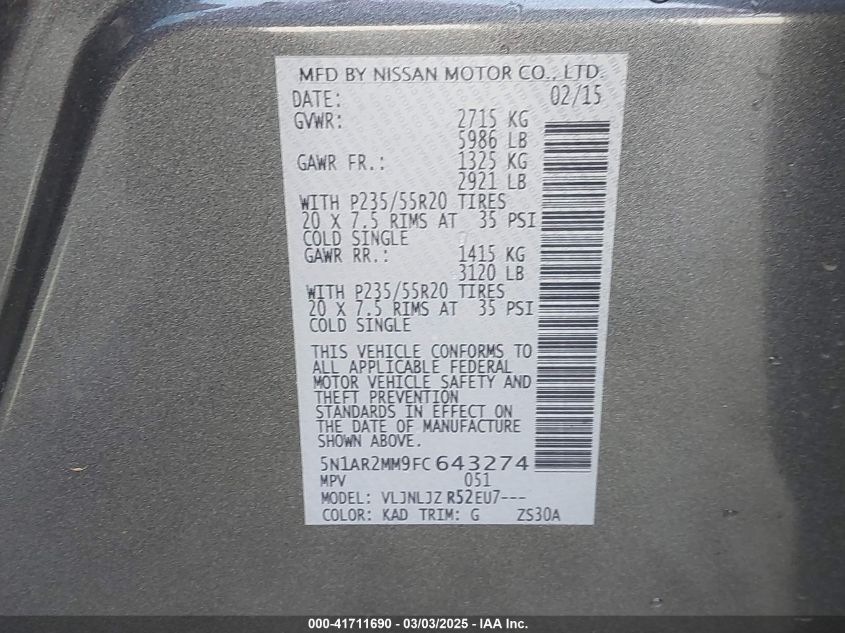 MFD BY NISSAN MOTOR CO., LTD.
DATE: 02/15
GVWR: 2715 KG
5986 LB
GAWR FR.: 1325 KG
2921 LB
WITH P235/55R20 TIRES
20 X 7.5 RIMS AT 35 PSI
COLD SINGLE
GAWR RR.: 1415 KG
3120 LB
WITH P235/55R20 TIRES
20 X 7.5 RIMS AT 35 PSI
COLD SINGLE
THIS VEHICLE CONFORMS TO
ALL APPLICABLE FEDERAL
MOTOR VEHICLE SAFETY AND
THEFT PREVENTION
STANDARDS IN EFFECT ON
THE DATE OF MANUFACTURE
SHOWN ABOVE.
5N1AR2MM9FC643274
MPV 051
MODEL: VLJNLJZ R52EU7---
COLOR: KAD TRIM: G ZS30A
000-41711690 - 03/03/2025 - IAA Inc.